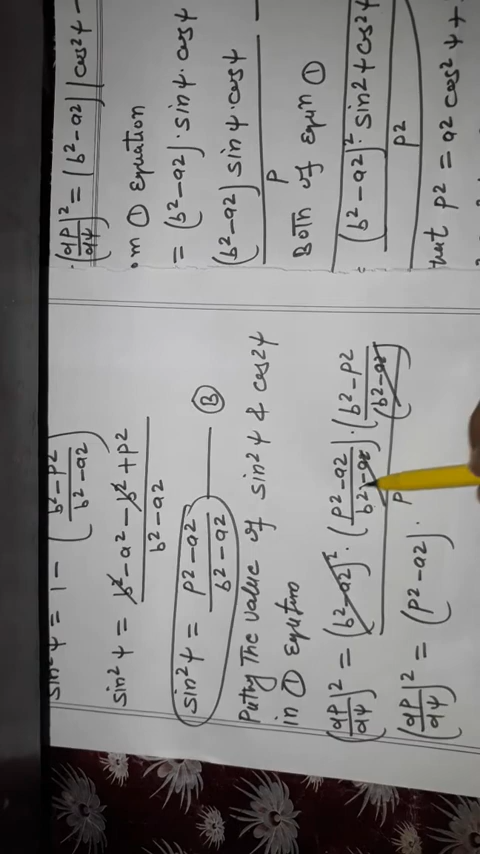 (dp/dψ)² = (b²-a2)(cos²ψ -
.m ① Equation
= (b²-a2) . sinψ . cosψ
(b²-a2) sinψ . cosψ / P
Both of Equn ①
= (b²-a2)² . sin2ψ cos2ψ / p2
that p2 = a2 cos²ψ +
sin²ψ = 1 - (b²-p2 / b²-a2)
sin²ψ = b²-a²-b²+p2 / b²-a2
sin²ψ = p2-a2 / b²-a2 Ⓑ
The value of sin²ψ & cos2ψ
in ① Equtino
(dp/dψ)² = (b²-a2)² . (p2-a2 / b²-a2) . (b²-p2 / (b²-a2)) / P
(dp/dψ)² = (p2-a2) .